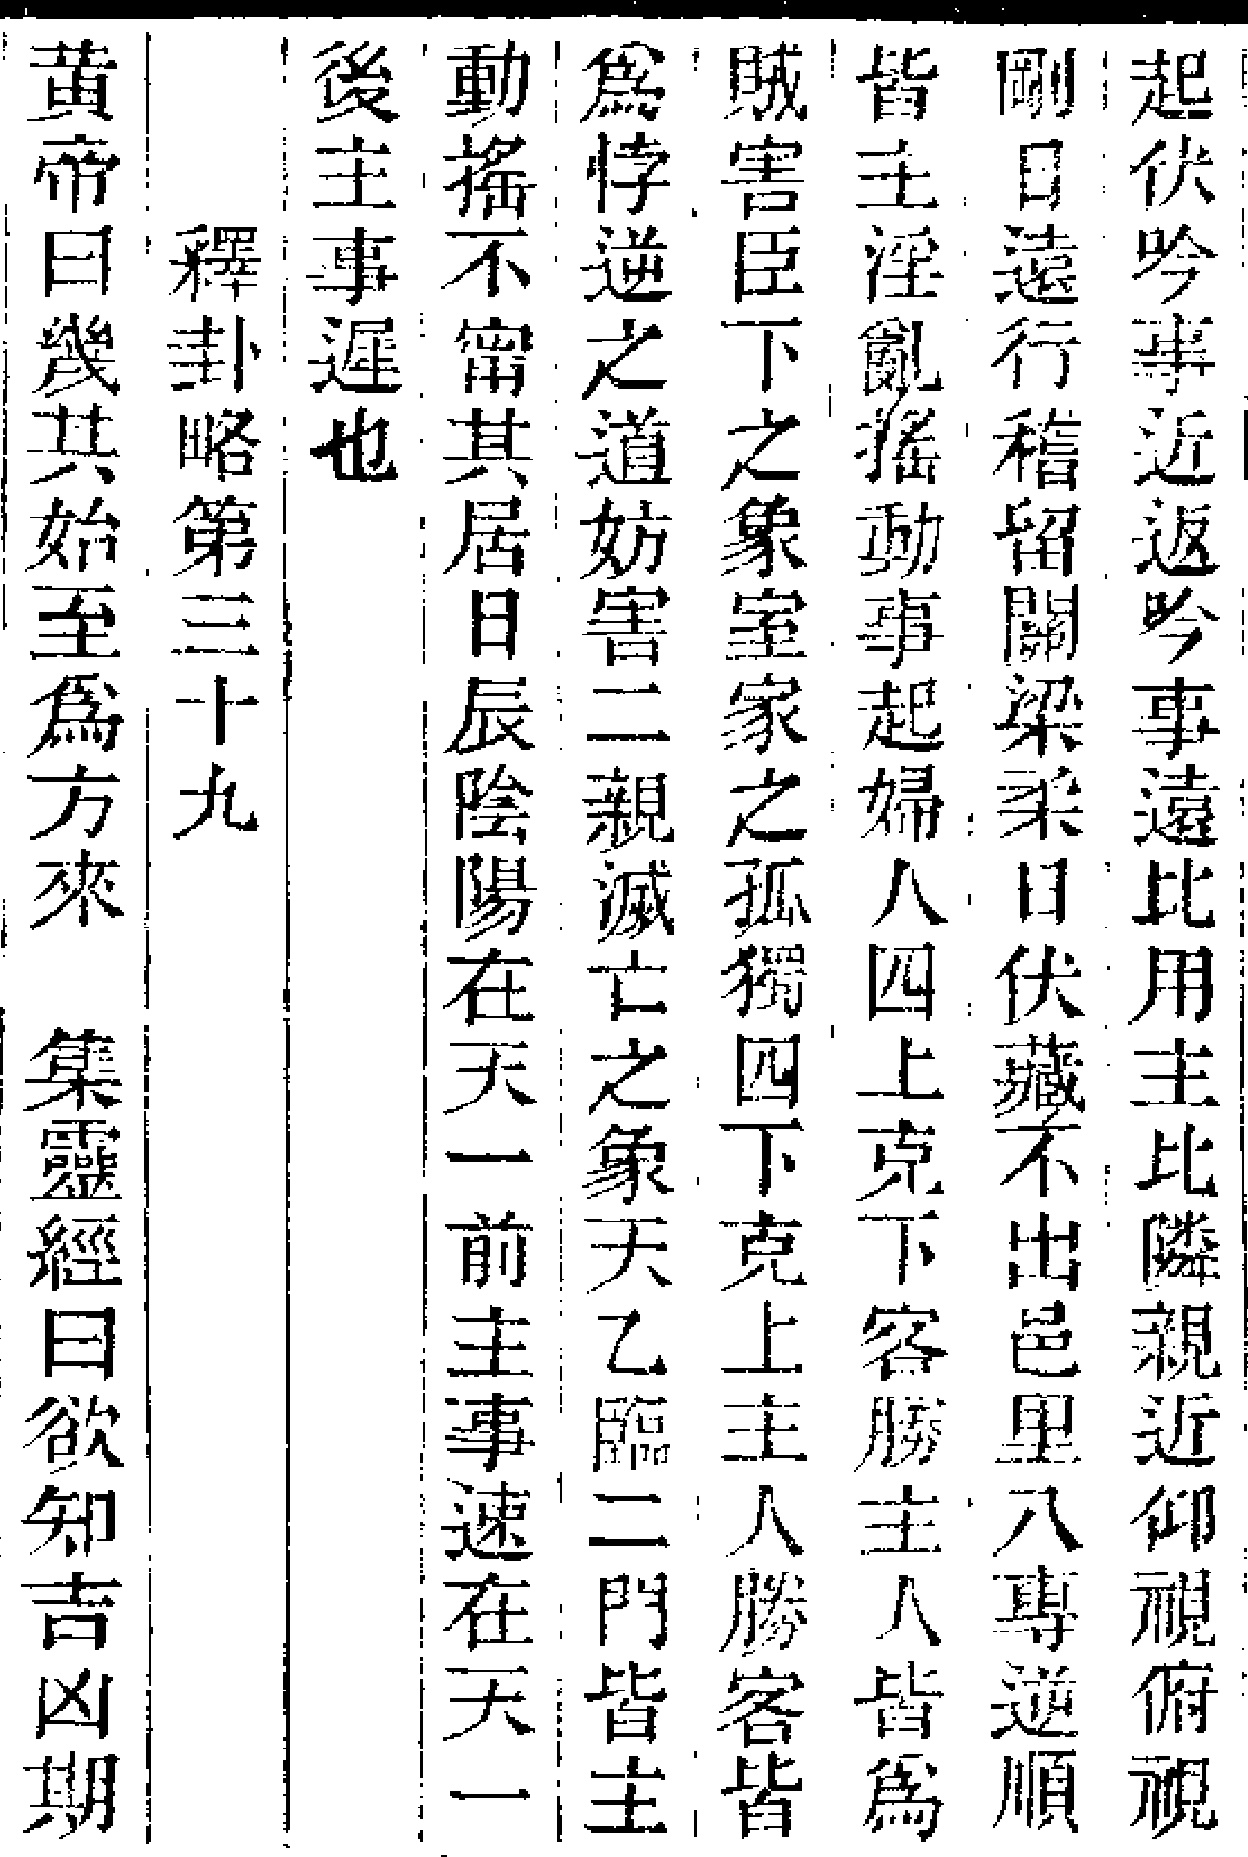 起伏吟事近返吟事遠比用主比隣親近仰視俯視
剛日遠行稽留關梁柔日伏藏不出邑里八專逆順
皆主淫亂搖動事起婦人四上克下客勝主人皆爲
賊害臣下之象室家之孤獨四下克上主人勝客皆
爲悖逆之道妨害二親滅亡之象天乙臨二門皆主
動搖不甯其居日辰陰陽在天一前主事速在天一
後主事遲也
釋卦略第三十九
黄帝曰幾其始至爲方來　集靈經曰欲知吉凶期